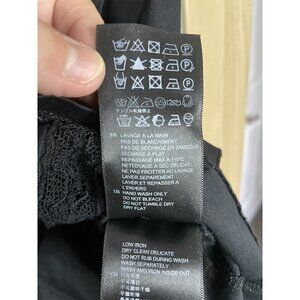 FR LAVAGE A LA MAIN
PAS DE BLANCHIMENT
PAS DE SECHAGE EN TAMBOUR
SECHAGE A PLAT
REPASSAGE MAX A 110°C
NETTOYAGE A SEC DELICAT
NE PAS FROTTER AU LAVAGE
LAVER SEPAREMENT
LAVER ET REPASSER A
L'ENVERS
US HAND WASH ONLY
DO NOT BLEACH
DO NOT TUMBLE DRY
DRY FLAT
LOW IRON
DRY CLEAN DELICATE
DO NOT RUB DURING WASH
WASH SEPARATELY
WASH AND IRON INSIDE OUT